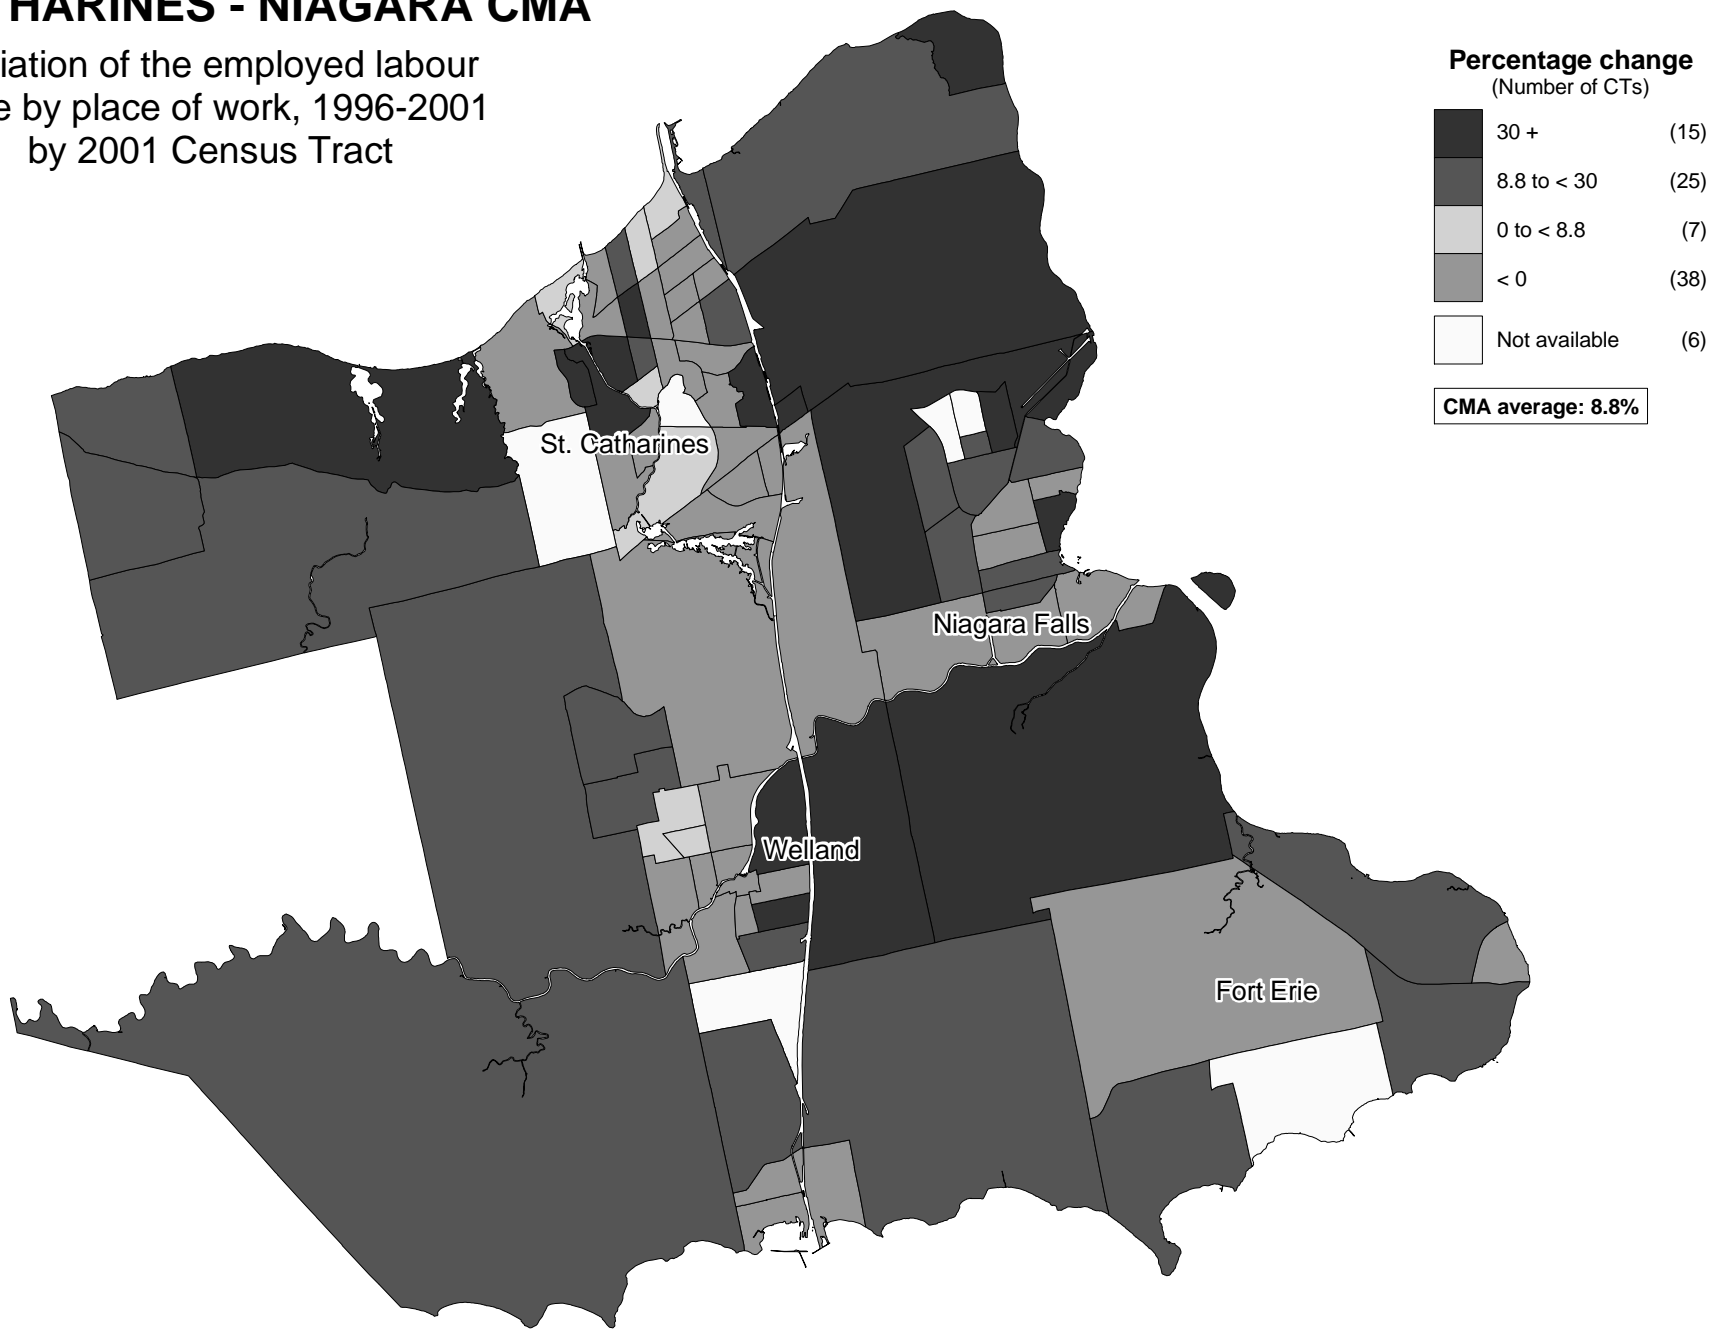 HARINES - NIAGARA CMA
iation of the employed labour
e by place of work, 1996-2001
by 2001 Census Tract
Percentage change
(Number of CTs)
30 + (15)
8.8 to < 30 (25)
0 to < 8.8 (7)
< 0 (38)
Not available (6)
CMA average: 8.8%
St. Catharines
Niagara Falls
Welland
Fort Erie